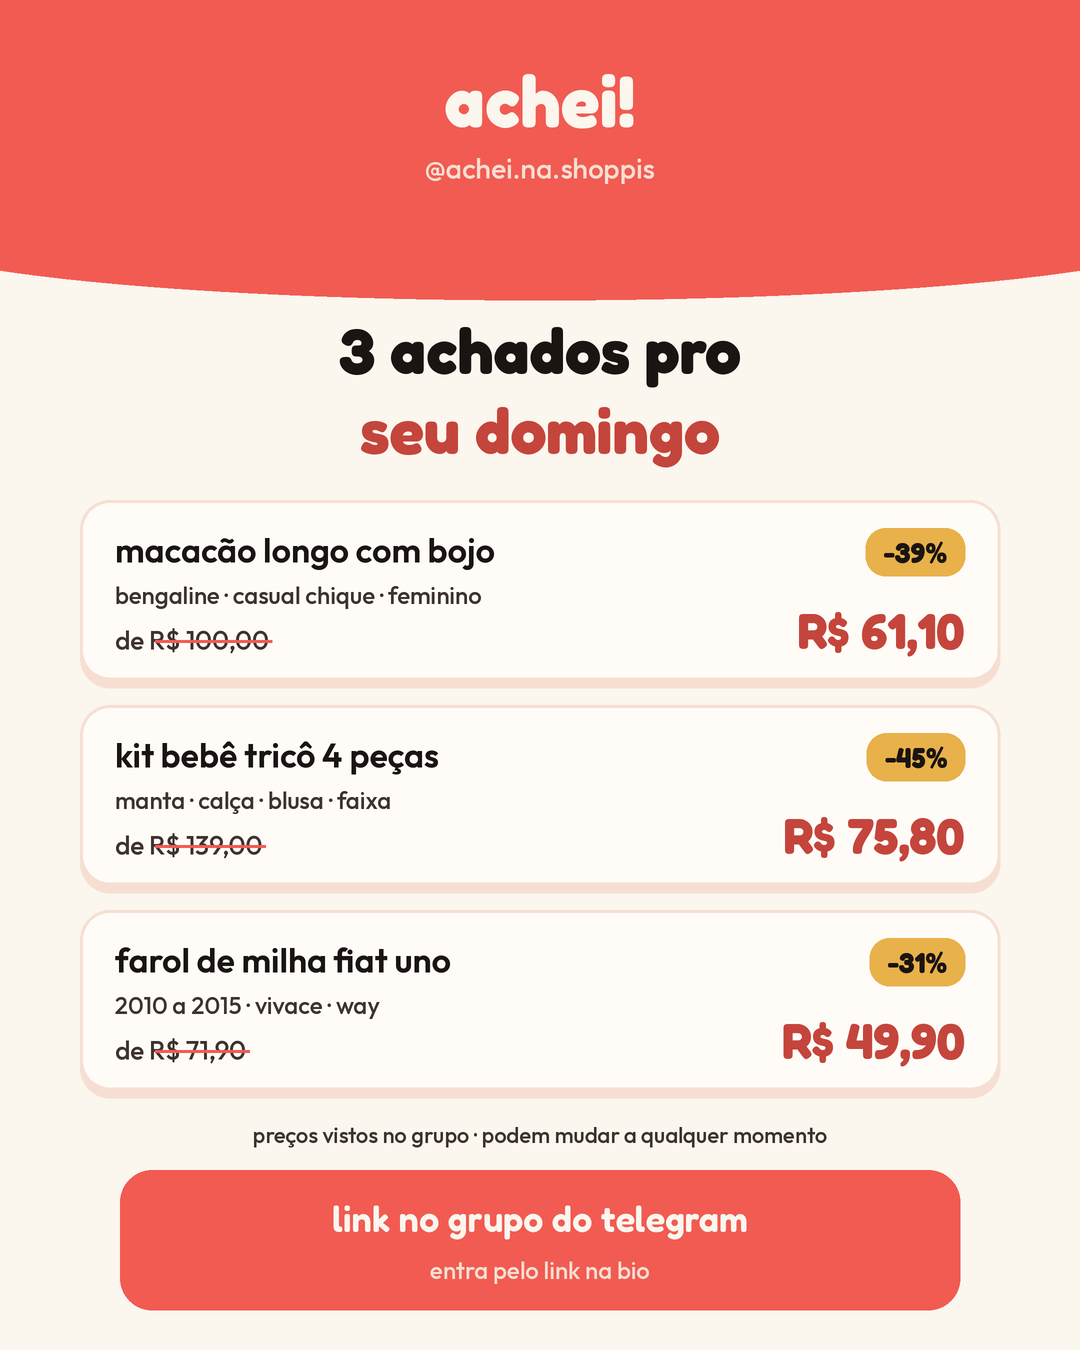 achei!
@achei.na.shoppis
3 achados pro
seu domingo
macacão longo com bojo
-39%
bengaline · casual chique · feminino
de R$ 100,00
R$ 61,10
kit bebê tricô 4 peças
-45%
manta · calça · blusa · faixa
de R$ 139,00
R$ 75,80
farol de milha fiat uno
-31%
2010 a 2015 · vivace · way
de R$ 71,90
R$ 49,90
preços vistos no grupo · podem mudar a qualquer momento
link no grupo do telegram
entra pelo link na bio